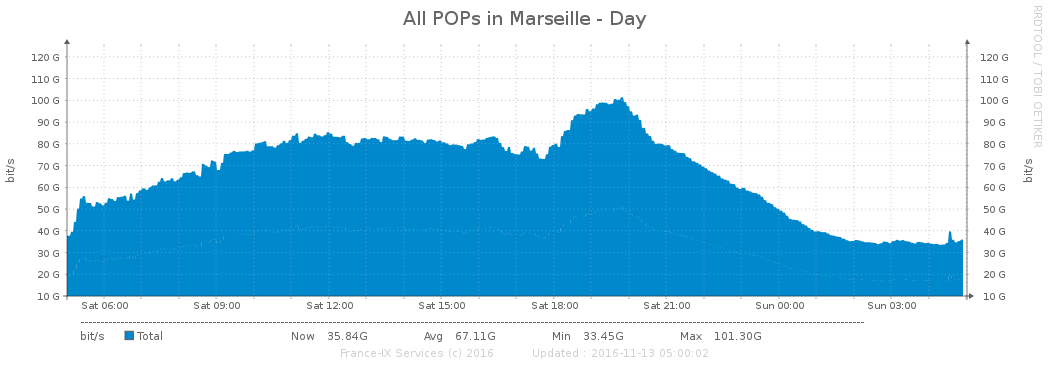 All POPs in Marseille - Day
RRDTOOL / TOBI OETIKER
bit/s
120 G
110 G
100 G
90 G
80 G
70 G
60 G
50 G
40 G
30 G
20 G
10 G
120 G
110 G
100 G
90 G
80 G
70 G
60 G
50 G
40 G
30 G
20 G
10 G
bit/s
Sat 06:00 Sat 09:00 Sat 12:00 Sat 15:00 Sat 18:00 Sat 21:00 Sun 00:00 Sun 03:00
bit/s Total Now 35.84G Avg 67.11G Min 33.45G Max 101.30G
France-IX Services (c) 2016 Updated : 2016-11-13 05:00:02